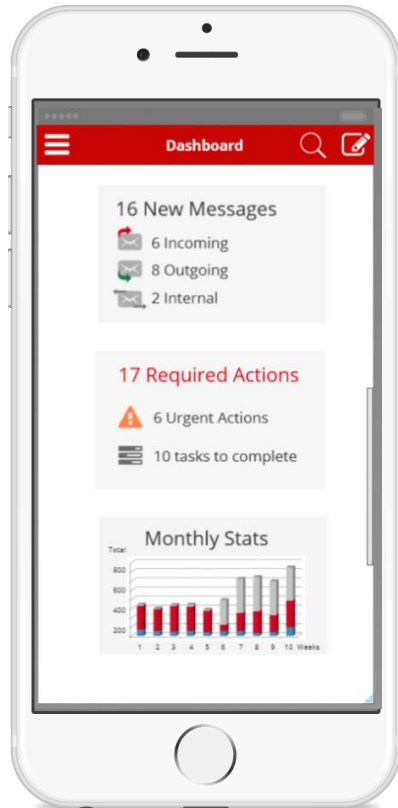 Dashboard
16 New Messages
6 Incoming
8 Outgoing
2 Internal
17 Required Actions
6 Urgent Actions
10 tasks to complete
Monthly Stats
Total
800
600
400
200
1 2 3 4 5 6 7 8 9 10 Weeks